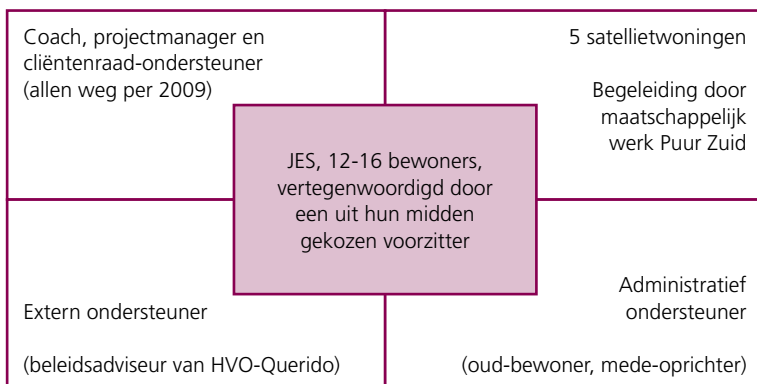 Coach, projectmanager en
cliëntenraad-ondersteuner
(allen weg per 2009)
5 satellietwoningen
Begeleiding door
maatschappelijk
werk Puur Zuid
JES, 12-16 bewoners,
vertegenwoordigd door
een uit hun midden
gekozen voorzitter
Extern ondersteuner
(beleidsadviseur van HVO-Querido)
Administratief
ondersteuner
(oud-bewoner, mede-oprichter)